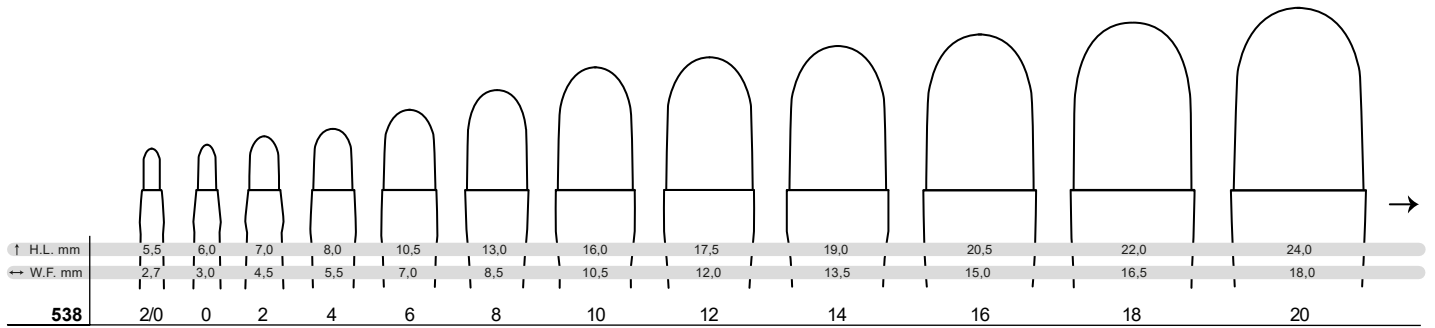 ↑ H.L. mm 5,5 6,0 7,0 8,0 10,5 13,0 16,0 17,5 19,0 20,5 22,0 24,0
↔ W.F. mm 2,7 3,0 4,5 5,5 7,0 8,5 10,5 12,0 13,5 15,0 16,5 18,0
538 2/0 0 2 4 6 8 10 12 14 16 18 20